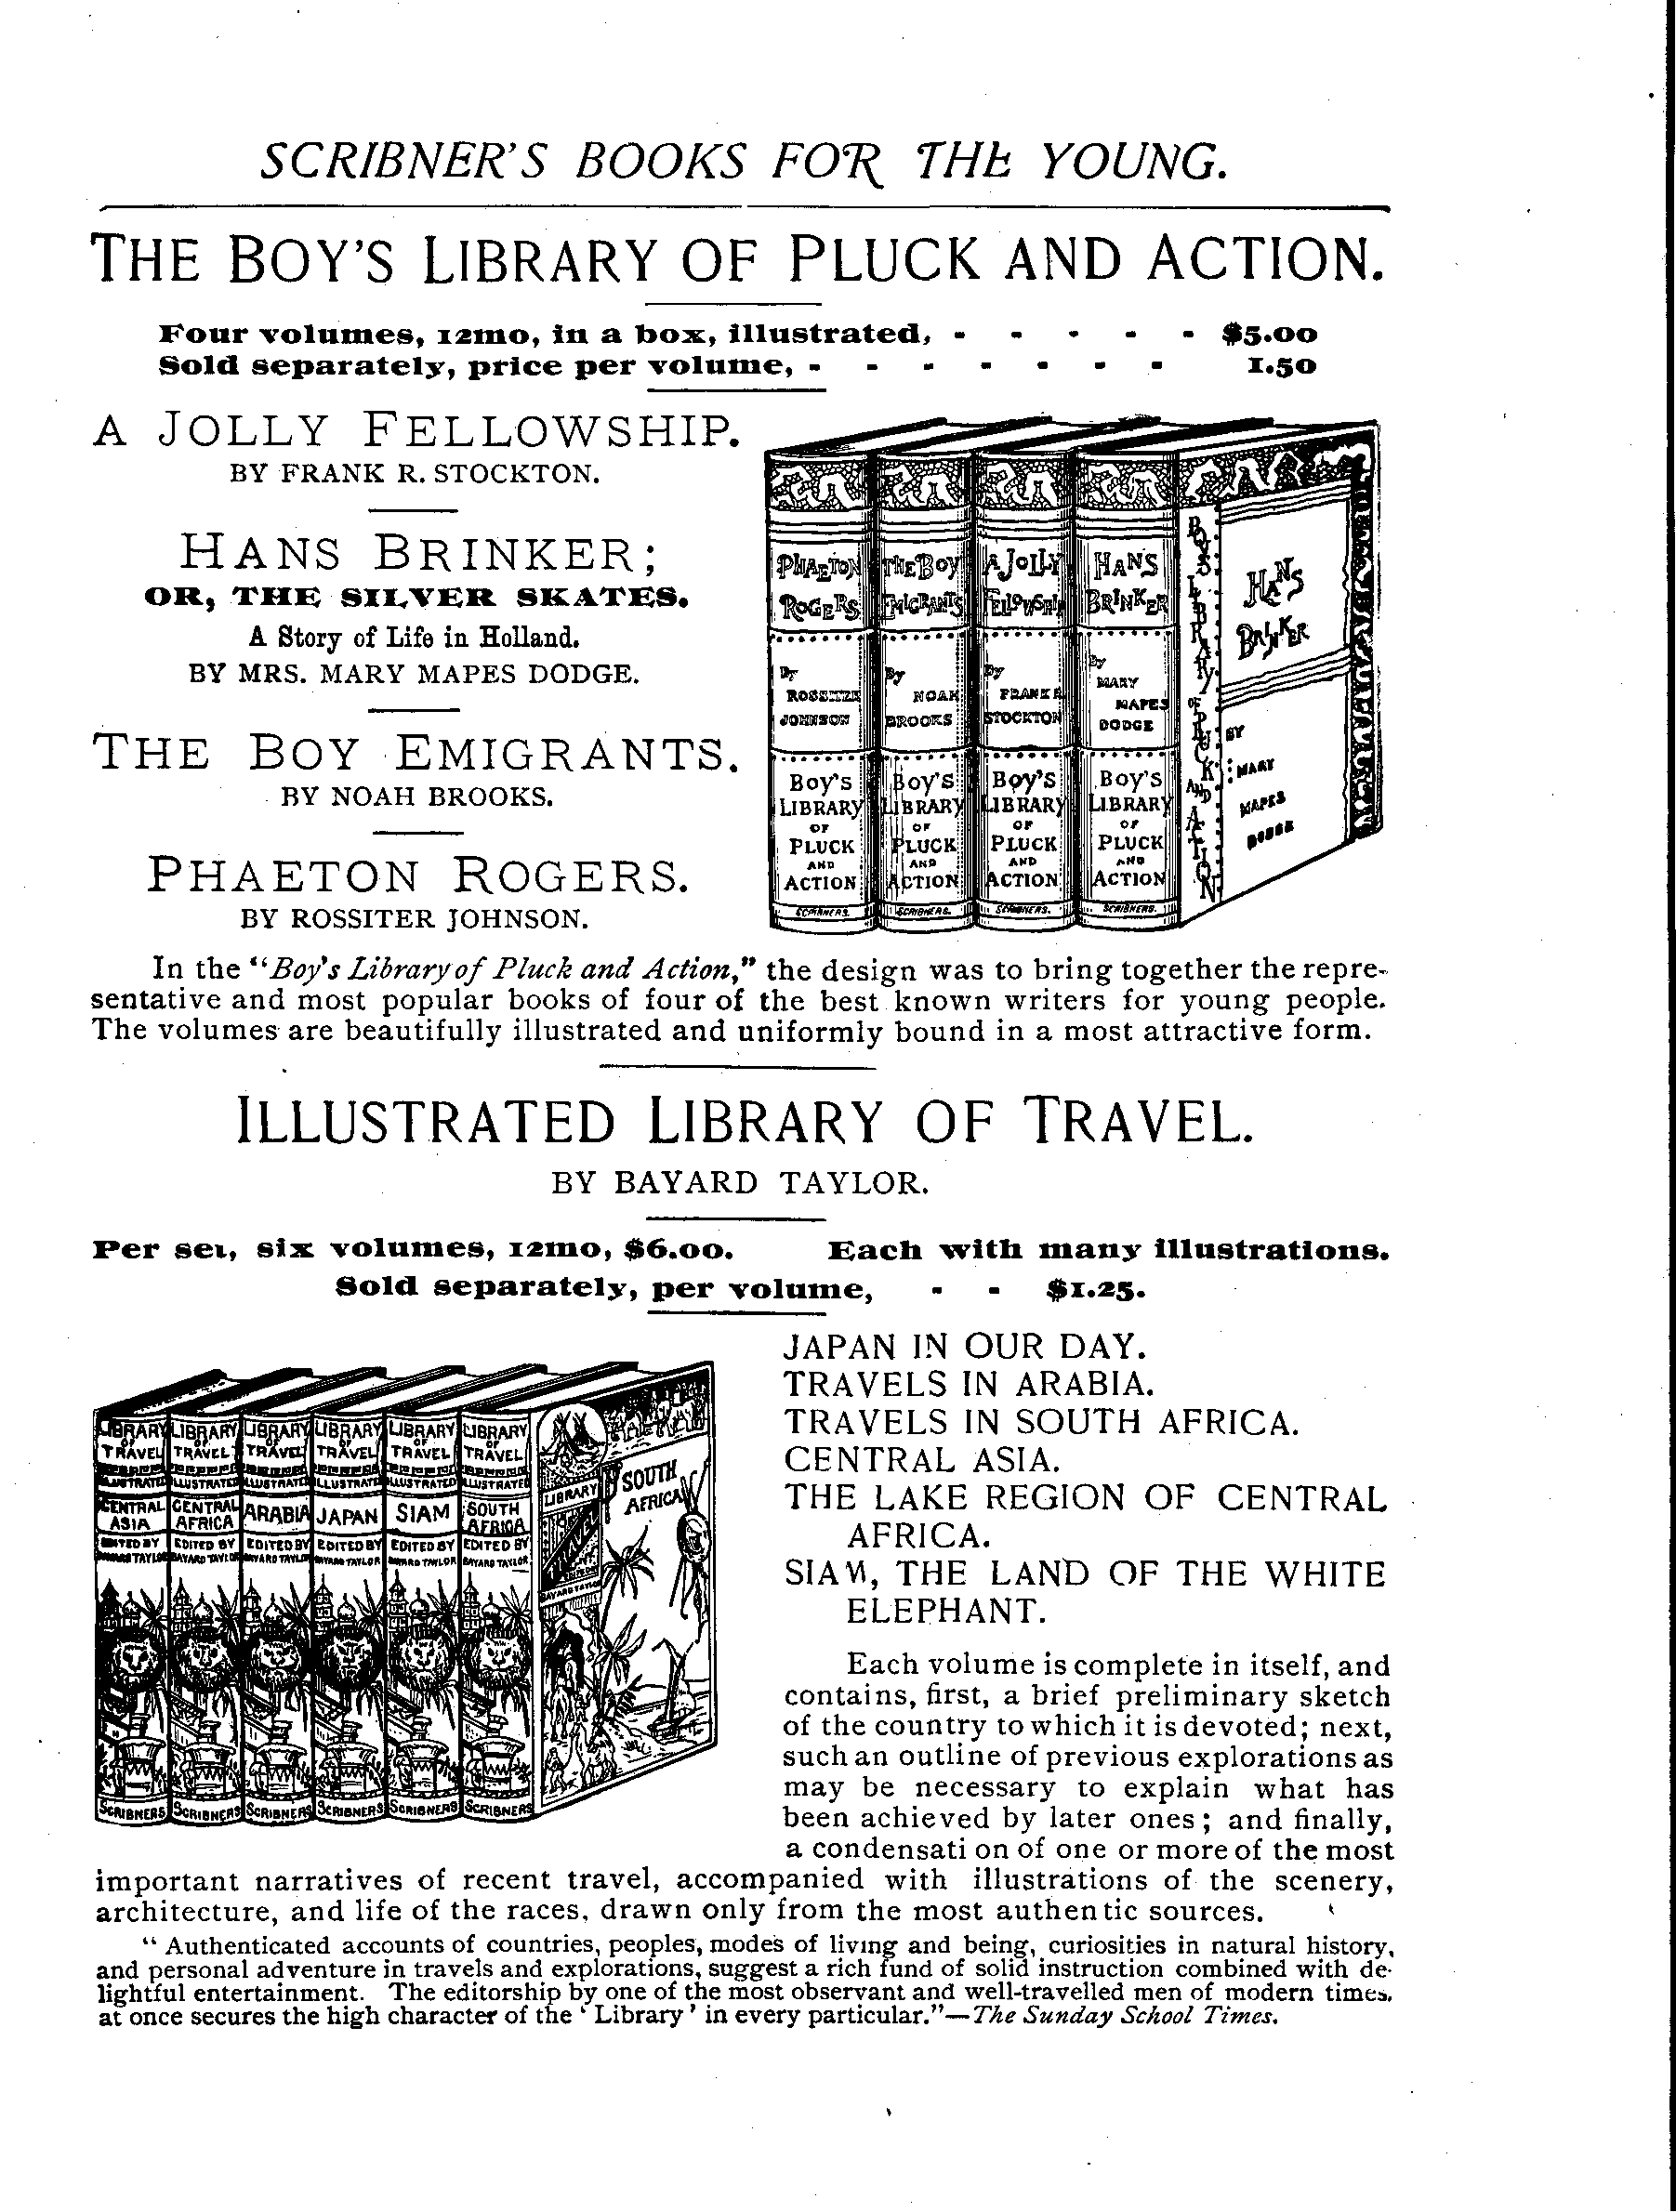 SCRIBNER'S BOOKS FOR THE YOUNG.
THE BOY'S LIBRARY OF PLUCK AND ACTION.
Four volumes, 12mo, in a box, illustrated, - - - - - $5.00
Sold separately, price per volume, - - - - - - - 1.50
A JOLLY FELLOWSHIP.
BY FRANK R. STOCKTON.
HANS BRINKER;
OR, THE SILVER SKATES.
A Story of Life in Holland.
BY MRS. MARY MAPES DODGE.
THE BOY EMIGRANTS.
BY NOAH BROOKS.
PHAETON ROGERS.
BY ROSSITER JOHNSON.
PHAETON ROGERS
BY ROSSITER JOHNSON
BOY'S LIBRARY OF PLUCK AND ACTION
SCRIBNERS.
THE BOY EMIGRANTS
BY NOAH BROOKS
BOY'S LIBRARY OF PLUCK AND ACTION
SCRIBNERS.
A JOLLY FELLOWSHIP
BY FRANK R STOCKTON
BOY'S LIBRARY OF PLUCK AND ACTION
SCRIBNERS.
HANS BRINKER
BY MARY MAPES DODGE
BOY'S LIBRARY OF PLUCK AND ACTION
SCRIBNERS.
BOYS LIBRARY OF PLUCK AND ACTION
HANS BRINKER
BY MARY MAPES DODGE
In the "Boy's Library of Pluck and Action," the design was to bring together the repre-
sentative and most popular books of four of the best known writers for young people.
The volumes are beautifully illustrated and uniformly bound in a most attractive form.
ILLUSTRATED LIBRARY OF TRAVEL.
BY BAYARD TAYLOR.
Per set, six volumes, 12mo, $6.00. Each with many illustrations.
Sold separately, per volume, - - $1.25.
LIBRARY OF TRAVEL ILLUSTRATED CENTRAL ASIA EDITED BY BAYARD TAYLOR SCRIBNERS
LIBRARY OF TRAVEL ILLUSTRATED CENTRAL AFRICA EDITED BY BAYARD TAYLOR SCRIBNERS
LIBRARY OF TRAVEL ILLUSTRATED ARABIA EDITED BY BAYARD TAYLOR SCRIBNERS
LIBRARY OF TRAVEL ILLUSTRATED JAPAN EDITED BY BAYARD TAYLOR SCRIBNERS
LIBRARY OF TRAVEL ILLUSTRATED SIAM EDITED BY BAYARD TAYLOR SCRIBNERS
LIBRARY OF TRAVEL ILLUSTRATED SOUTH AFRICA EDITED BY BAYARD TAYLOR SCRIBNERS
LIBRARY
BAYARD TAYLOR
SOUTH AFRICA
JAPAN IN OUR DAY.
TRAVELS IN ARABIA.
TRAVELS IN SOUTH AFRICA.
CENTRAL ASIA.
THE LAKE REGION OF CENTRAL
AFRICA.
SIAM, THE LAND OF THE WHITE
ELEPHANT.
Each volume is complete in itself, and
contains, first, a brief preliminary sketch
of the country to which it is devoted; next,
such an outline of previous explorations as
may be necessary to explain what has
been achieved by later ones; and finally,
a condensation of one or more of the most
important narratives of recent travel, accompanied with illustrations of the scenery,
architecture, and life of the races, drawn only from the most authentic sources.
"Authenticated accounts of countries, peoples, modes of living and being, curiosities in natural history,
and personal adventure in travels and explorations, suggest a rich fund of solid instruction combined with de-
lightful entertainment. The editorship by one of the most observant and well-travelled men of modern times,
at once secures the high character of the 'Library' in every particular."—The Sunday School Times.